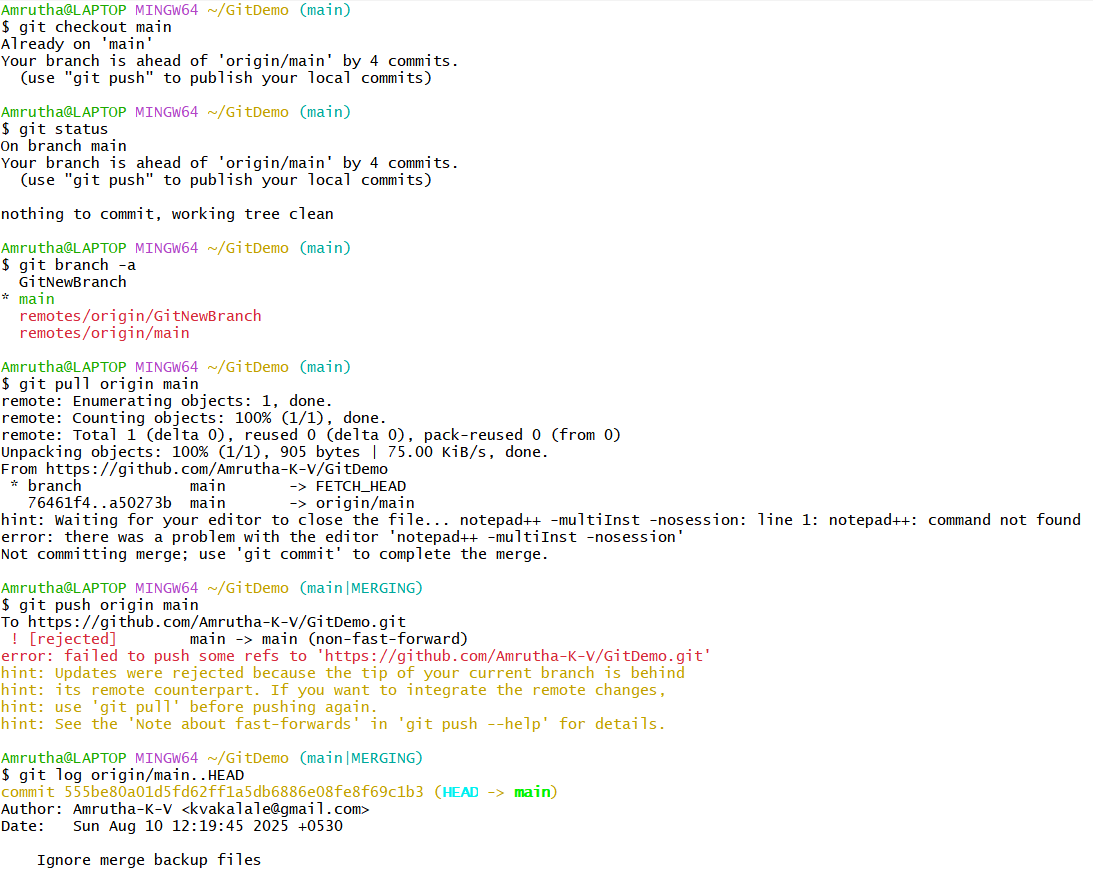 Amrutha@LAPTOP MINGW64 ~/GitDemo (main)
$ git checkout main
Already on 'main'
Your branch is ahead of 'origin/main' by 4 commits.
  (use "git push" to publish your local commits)

Amrutha@LAPTOP MINGW64 ~/GitDemo (main)
$ git status
On branch main
Your branch is ahead of 'origin/main' by 4 commits.
  (use "git push" to publish your local commits)

nothing to commit, working tree clean

Amrutha@LAPTOP MINGW64 ~/GitDemo (main)
$ git branch -a
  GitNewBranch
* main
  remotes/origin/GitNewBranch
  remotes/origin/main

Amrutha@LAPTOP MINGW64 ~/GitDemo (main)
$ git pull origin main
remote: Enumerating objects: 1, done.
remote: Counting objects: 100% (1/1), done.
remote: Total 1 (delta 0), reused 0 (delta 0), pack-reused 0 (from 0)
Unpacking objects: 100% (1/1), 905 bytes | 75.00 KiB/s, done.
From https://github.com/Amrutha-K-V/GitDemo
 * branch            main       -> FETCH_HEAD
   76461f4..a50273b  main       -> origin/main
hint: Waiting for your editor to close the file... notepad++ -multiInst -nosession: line 1: notepad++: command not found
error: there was a problem with the editor 'notepad++ -multiInst -nosession'
Not committing merge; use 'git commit' to complete the merge.

Amrutha@LAPTOP MINGW64 ~/GitDemo (main|MERGING)
$ git push origin main
To https://github.com/Amrutha-K-V/GitDemo.git
 ! [rejected]        main -> main (non-fast-forward)
error: failed to push some refs to 'https://github.com/Amrutha-K-V/GitDemo.git'
hint: Updates were rejected because the tip of your current branch is behind
hint: its remote counterpart. If you want to integrate the remote changes,
hint: use 'git pull' before pushing again.
hint: See the 'Note about fast-forwards' in 'git push --help' for details.

Amrutha@LAPTOP MINGW64 ~/GitDemo (main|MERGING)
$ git log origin/main..HEAD
commit 555be80a01d5fd62ff1a5db6886e08fe8f69c1b3 (HEAD -> main)
Author: Amrutha-K-V <kvakalale@gmail.com>
Date:   Sun Aug 10 12:19:45 2025 +0530

    Ignore merge backup files